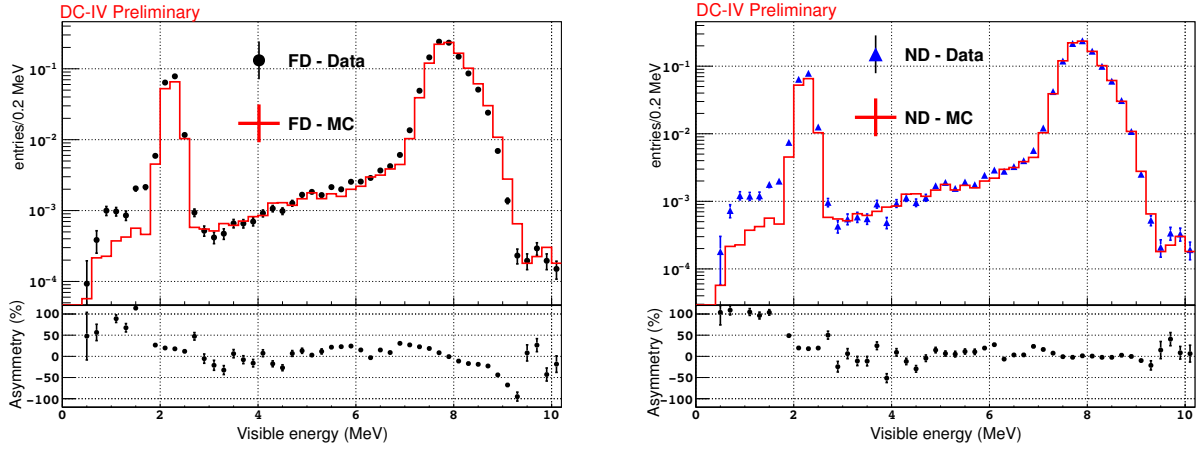 DC-IV Preliminary
entries/0.2 MeV
10⁻¹
10⁻²
10⁻³
10⁻⁴
FD - Data
FD - MC
Asymmetry (%)
100
50
0
−50
−100
0 2 4 6 8 10
Visible energy (MeV)
DC-IV Preliminary
entries/0.2 MeV
10⁻¹
10⁻²
10⁻³
10⁻⁴
ND - Data
ND - MC
Asymmetry (%)
100
50
0
−50
−100
0 2 4 6 8 10
Visible energy (MeV)